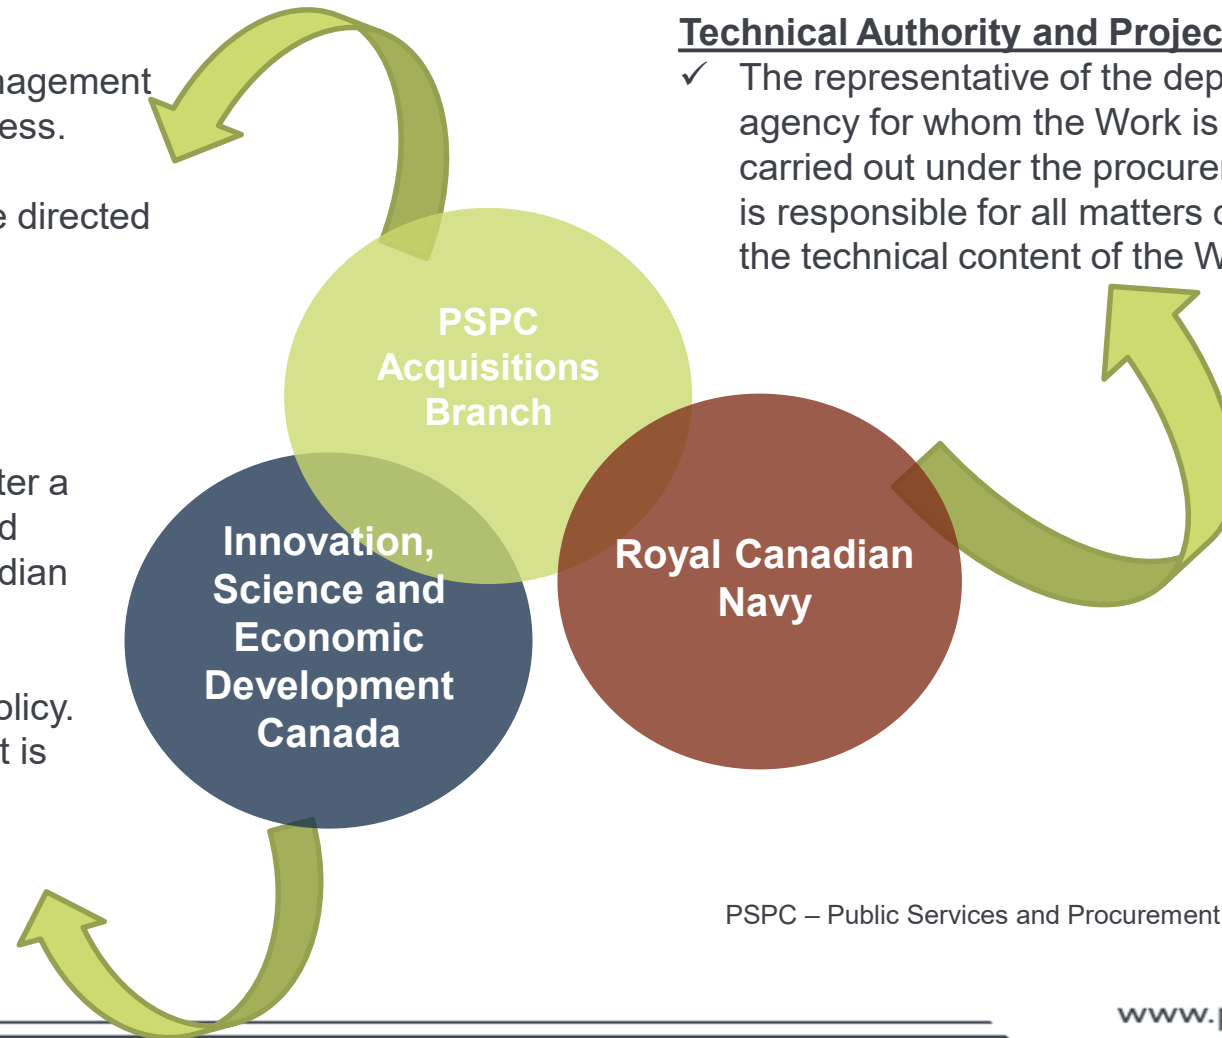 nagement
ess.
e directed
Technical Authority and Projec
✓ The representative of the dep
agency for whom the Work is
carried out under the procure
is responsible for all matters
the technical content of the W
PSPC
Acquisitions
Branch
ter a
d
dian
olicy.
t is
Innovation,
Science and
Economic
Development
Canada
Royal Canadian
Navy
PSPC – Public Services and Procurement
www.p